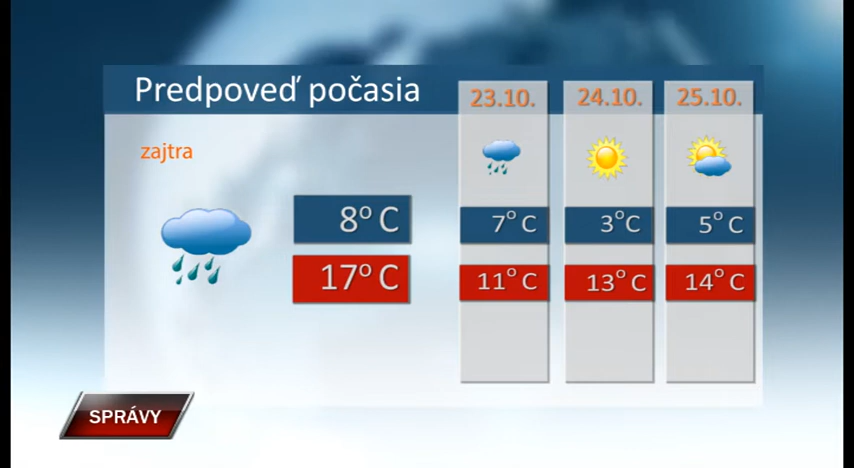 Predpoveď počasia
zajtra
8° C
17° C
23.10.
7° C
11° C
24.10.
3°C
13° C
25.10.
5° C
14° C
SPRÁVY